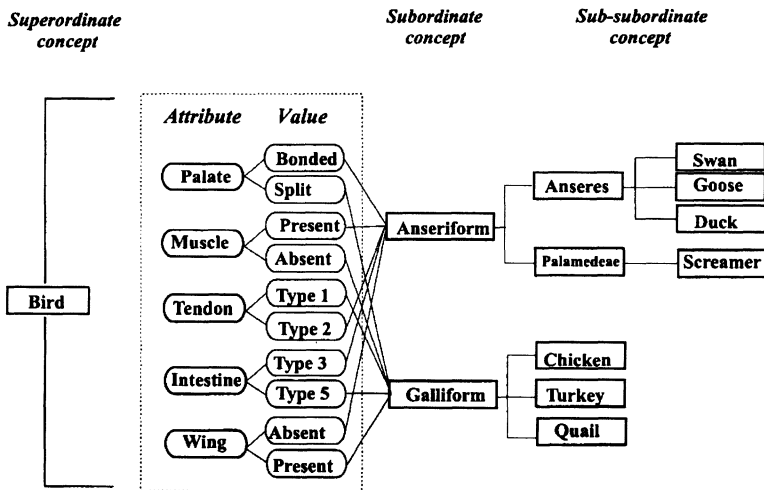 Superordinate
concept
Subordinate
concept
Sub-subordinate
concept
Attribute
Value
Palate
Bonded
Split
Muscle
Present
Absent
Tendon
Type 1
Type 2
Intestine
Type 3
Type 5
Wing
Absent
Present
Bird
Anseriform
Galliform
Anseres
Palamedeae
Swan
Goose
Duck
Screamer
Chicken
Turkey
Quail